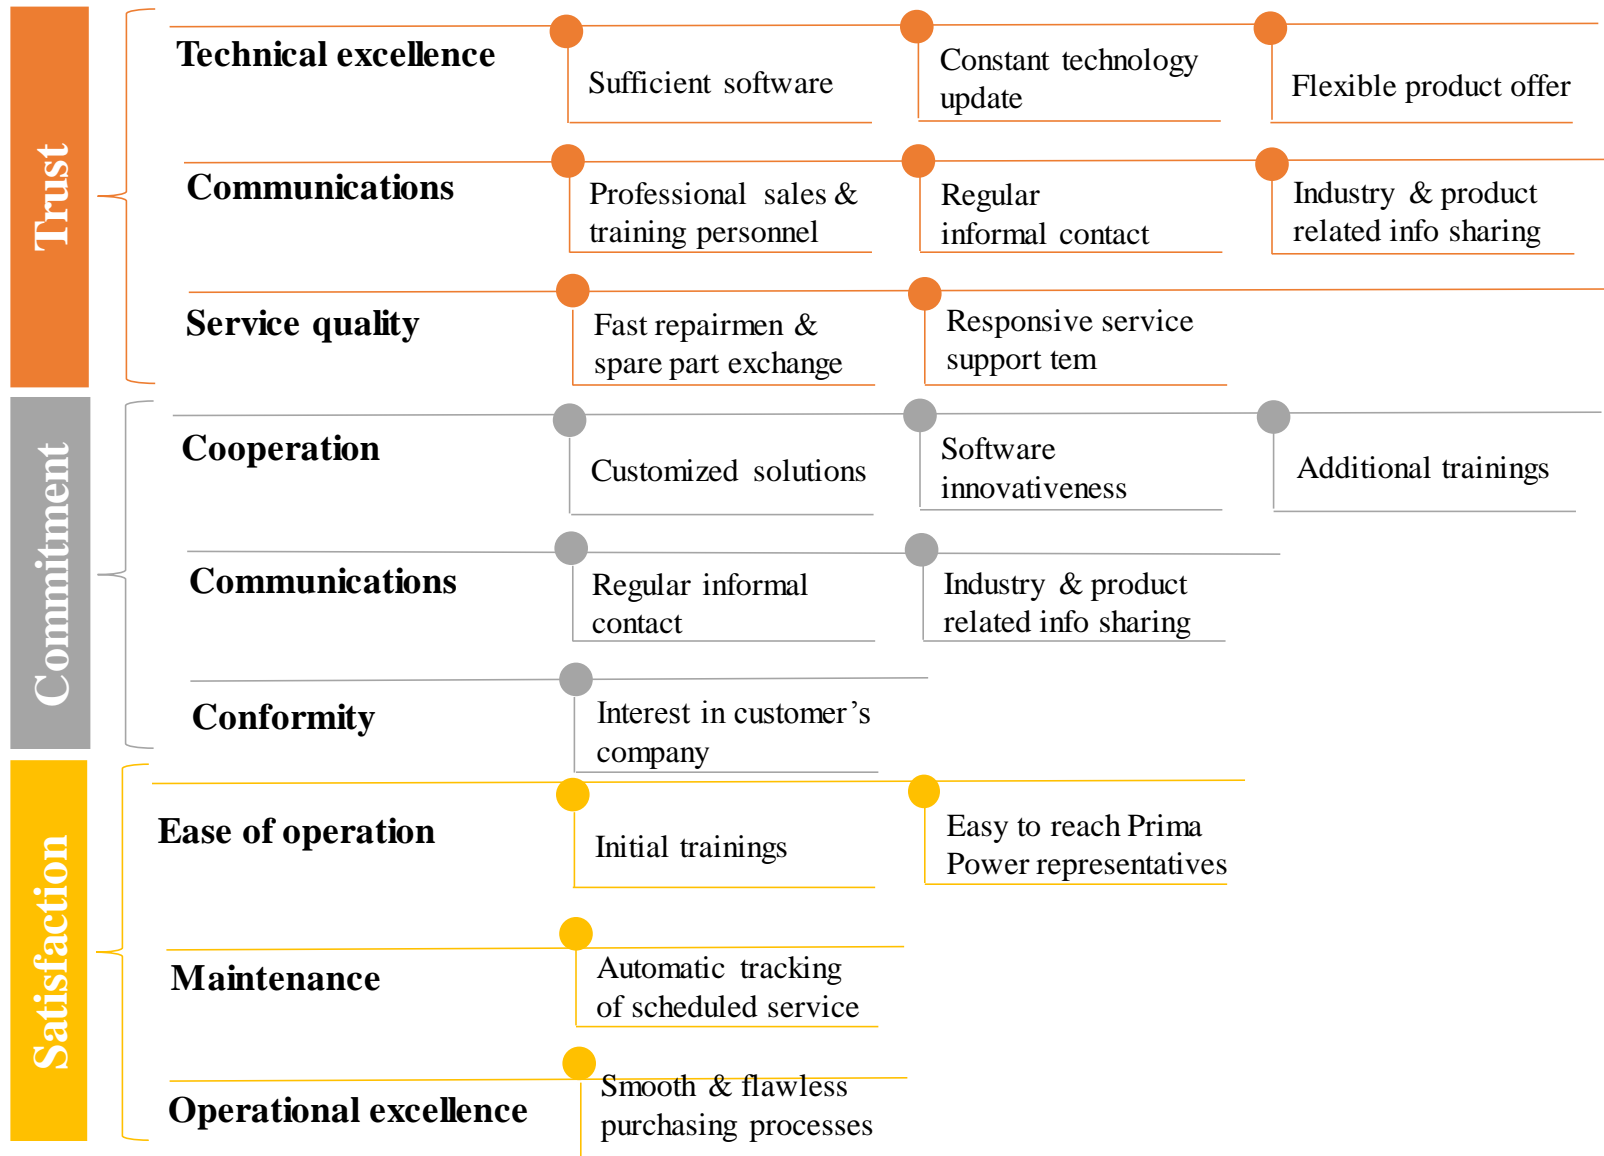 Trust
Technical excellence
Sufficient software
Constant technology
update
Flexible product offer
Communications
Professional sales &
training personnel
Regular
informal contact
Industry & product
related info sharing
Service quality
Fast repairmen &
spare part exchange
Responsive service
support tem
Commitment
Cooperation
Customized solutions
Software
innovativeness
Additional trainings
Communications
Regular informal
contact
Industry & product
related info sharing
Conformity
Interest in customer’s
company
Satisfaction
Ease of operation
Initial trainings
Easy to reach Prima
Power representatives
Maintenance
Automatic tracking
of scheduled service
Operational excellence
Smooth & flawless
purchasing processes